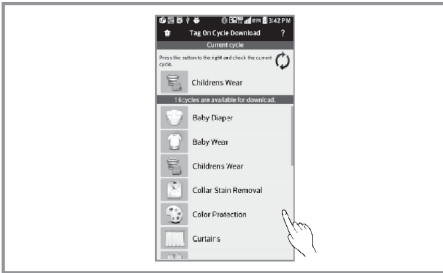 89% 3:42 PM
Tag On Cycle Download ?
Current cycle
Press the button to the right and check the current
cycle.
Childrens Wear
16cycles are available for download.
Baby Diaper
Baby Wear
Childrens Wear
Collar Stain Removal
Color Protection
Curtains